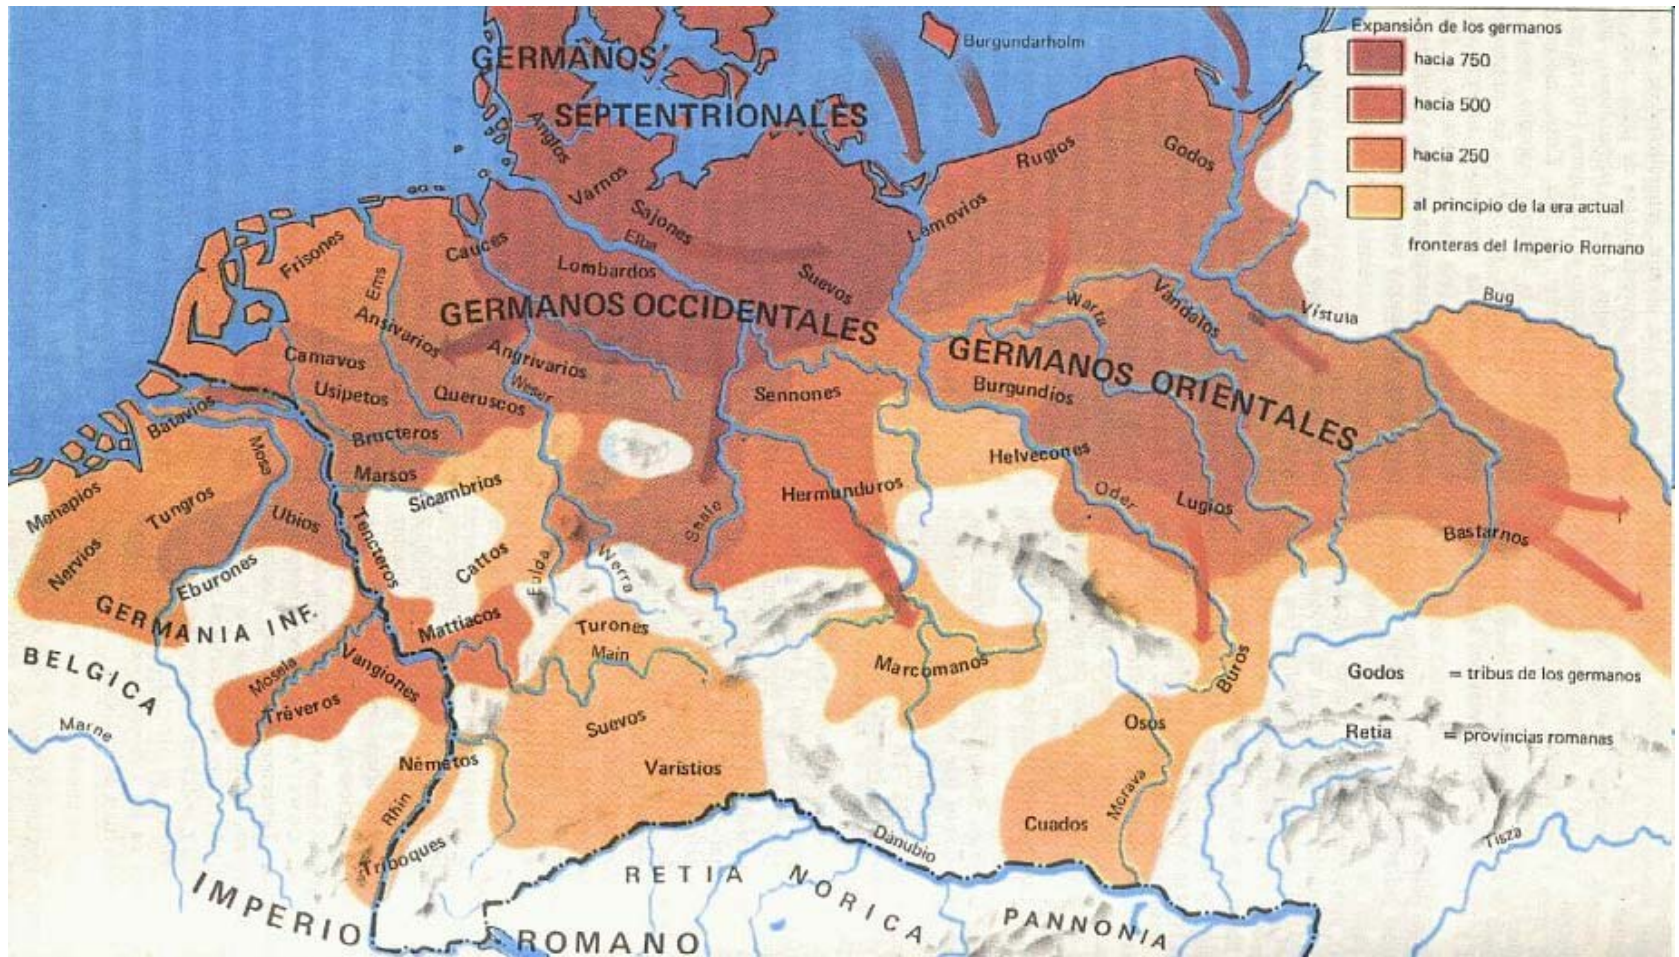 Expansión de los germanos
hacia 750
hacia 500
hacia 250
al principio de la era actual
fronteras del Imperio Romano
Godos = tribus de los germanos
Retia = provincias romanas
GERMANOS
SEPTENTRIONALES
Burgundarholm
Anglos
Varnos
Sajones
Elba
Lombardos
Suevos
Cauces
Frisones
Ems
Ansivarios
GERMANOS OCCIDENTALES
Angrivarios
Weser
Camavos
Usipetos
Queruscos
Bructeros
Marsos
Sicambrios
Batavios
Mosa
Menapios
Tungros
Nervios
Ubios
Eburones
Tencteros
Cattos
Fulda
Werra
Saale
Sennones
Hermunduros
Rugios
Godos
Lemovios
Warta
Vándalos
Vístula
Bug
GERMANOS ORIENTALES
Burgundios
Helvecones
Oder
Lugios
Bastarnos
GERMANIA INF.
BELGICA
Marne
Mosela
Tréveros
Vangiones
Mattiacos
Turones
Main
Suevos
Varistios
Németos
Rhin
Triboques
Marcomanos
Buros
Osos
Morava
Cuados
Danubio
Tisza
IMPERIO
ROMANO
RETIA
NORICA
PANNONIA